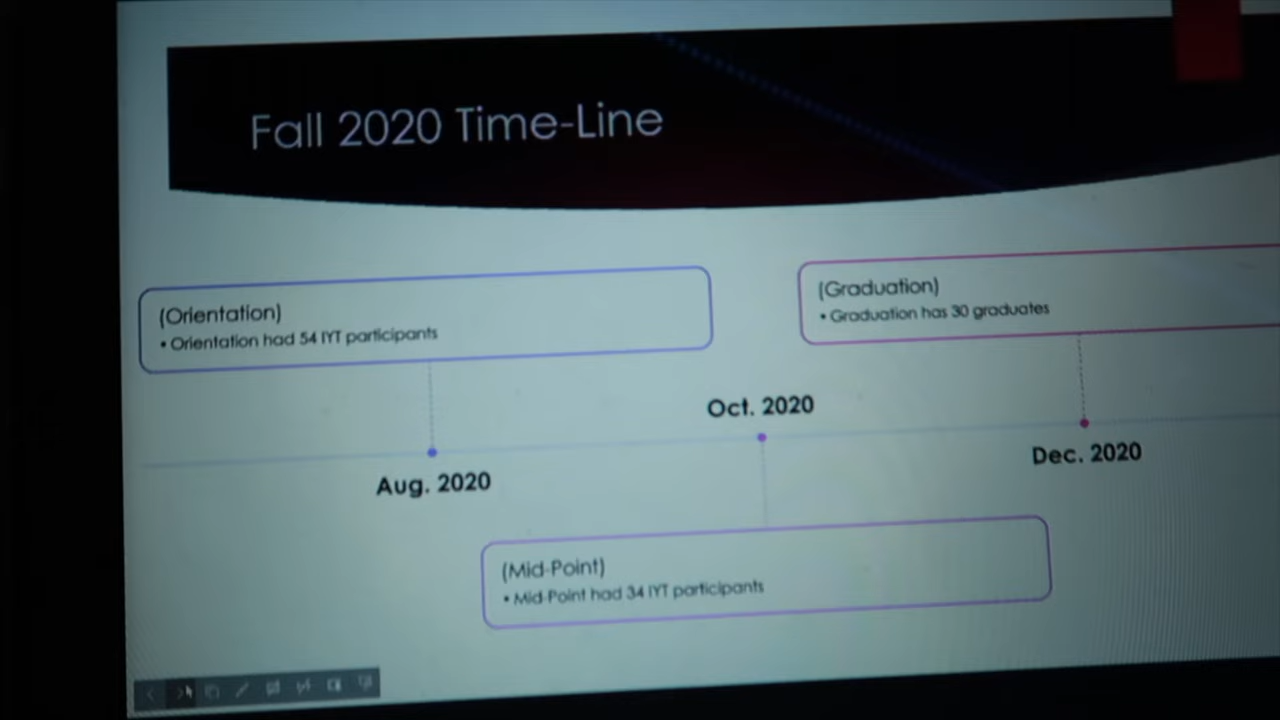 Fall 2020 Time-Line
(Orientation)
• Orientation had 54 IYT participants
(Graduation)
• Graduation has 30 graduates
Oct. 2020
Aug. 2020
Dec. 2020
(Mid-Point)
• Mid-Point had 34 IYT participants